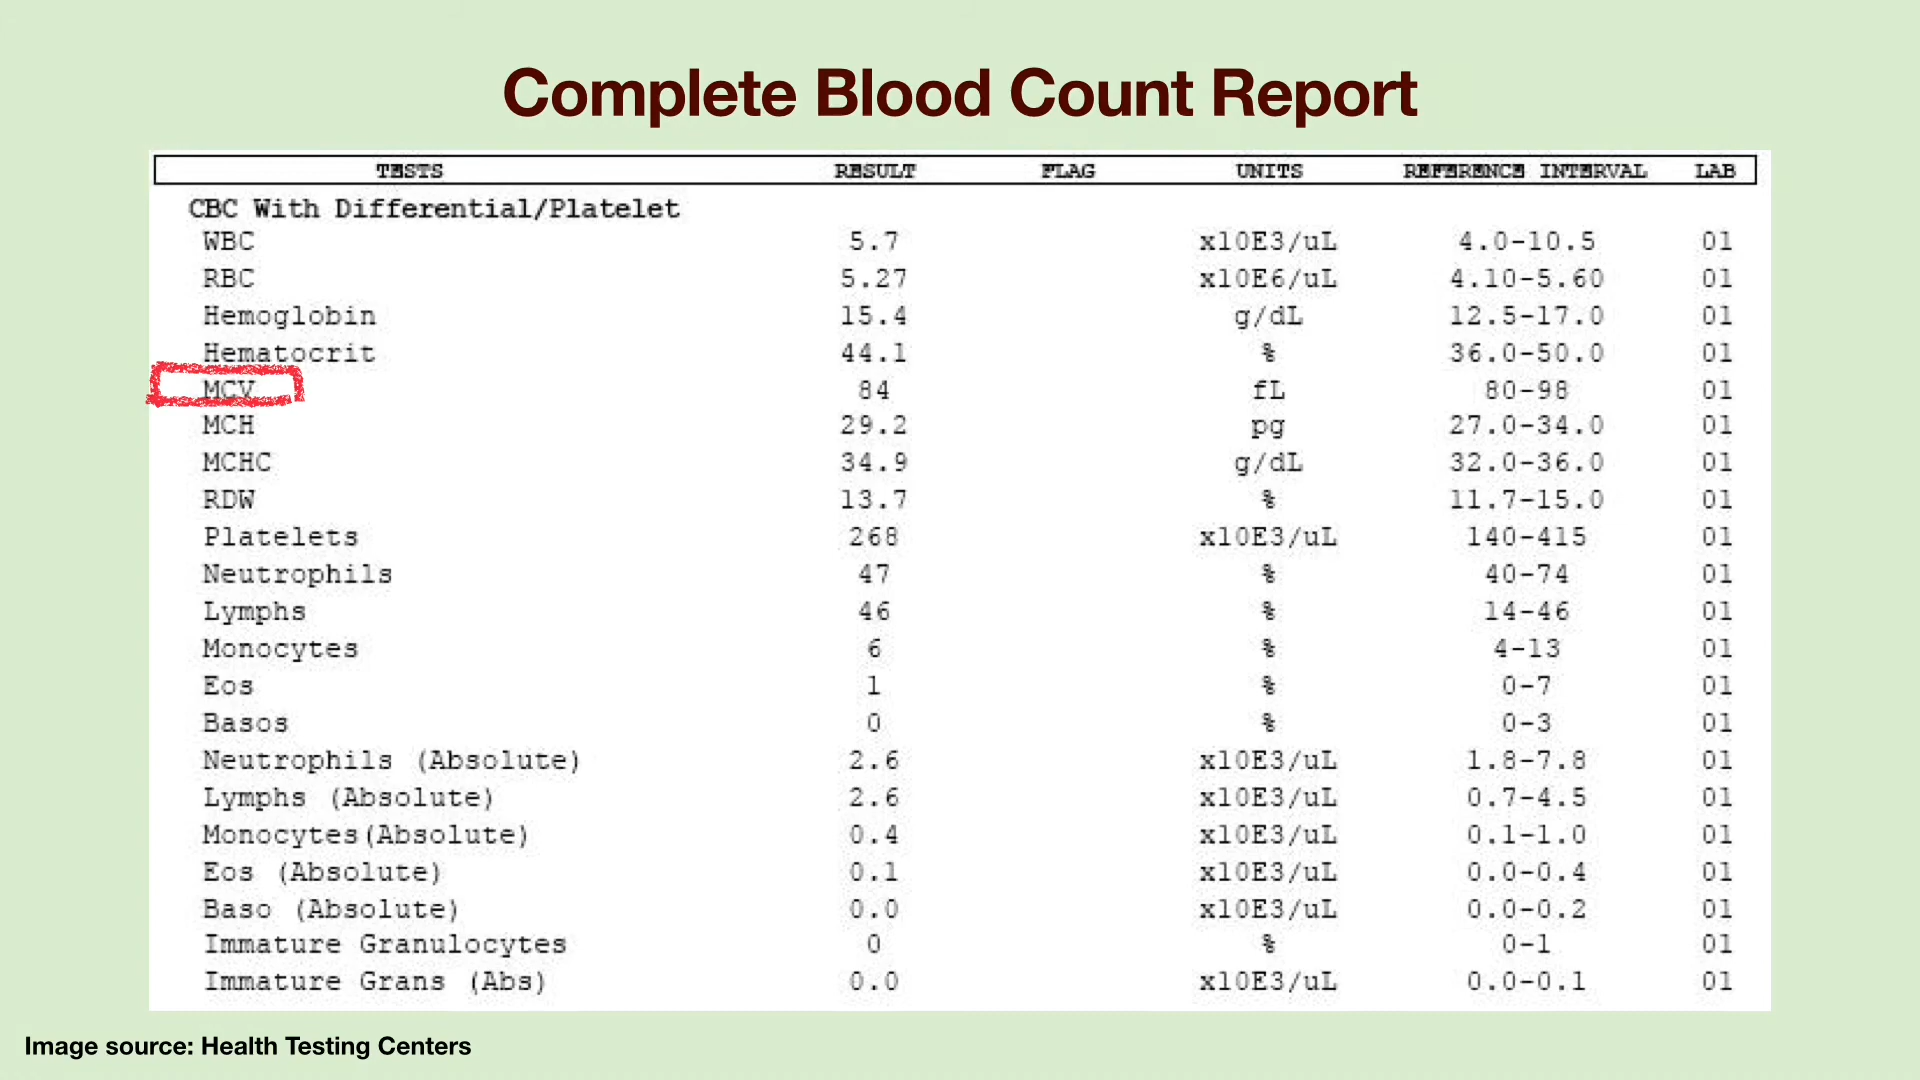 Complete Blood Count Report
TESTS RESULT FLAG UNITS REFERENCE INTERVAL LAB
CBC With Differential/Platelet
WBC 5.7 x10E3/uL 4.0-10.5 01
RBC 5.27 x10E6/uL 4.10-5.60 01
Hemoglobin 15.4 g/dL 12.5-17.0 01
Hematocrit 44.1 % 36.0-50.0 01
MCV 84 fL 80-98 01
MCH 29.2 pg 27.0-34.0 01
MCHC 34.9 g/dL 32.0-36.0 01
RDW 13.7 % 11.7-15.0 01
Platelets 268 x10E3/uL 140-415 01
Neutrophils 47 % 40-74 01
Lymphs 46 % 14-46 01
Monocytes 6 % 4-13 01
Eos 1 % 0-7 01
Basos 0 % 0-3 01
Neutrophils (Absolute) 2.6 x10E3/uL 1.8-7.8 01
Lymphs (Absolute) 2.6 x10E3/uL 0.7-4.5 01
Monocytes(Absolute) 0.4 x10E3/uL 0.1-1.0 01
Eos (Absolute) 0.1 x10E3/uL 0.0-0.4 01
Baso (Absolute) 0.0 x10E3/uL 0.0-0.2 01
Immature Granulocytes 0 % 0-1 01
Immature Grans (Abs) 0.0 x10E3/uL 0.0-0.1 01
Image source: Health Testing Centers